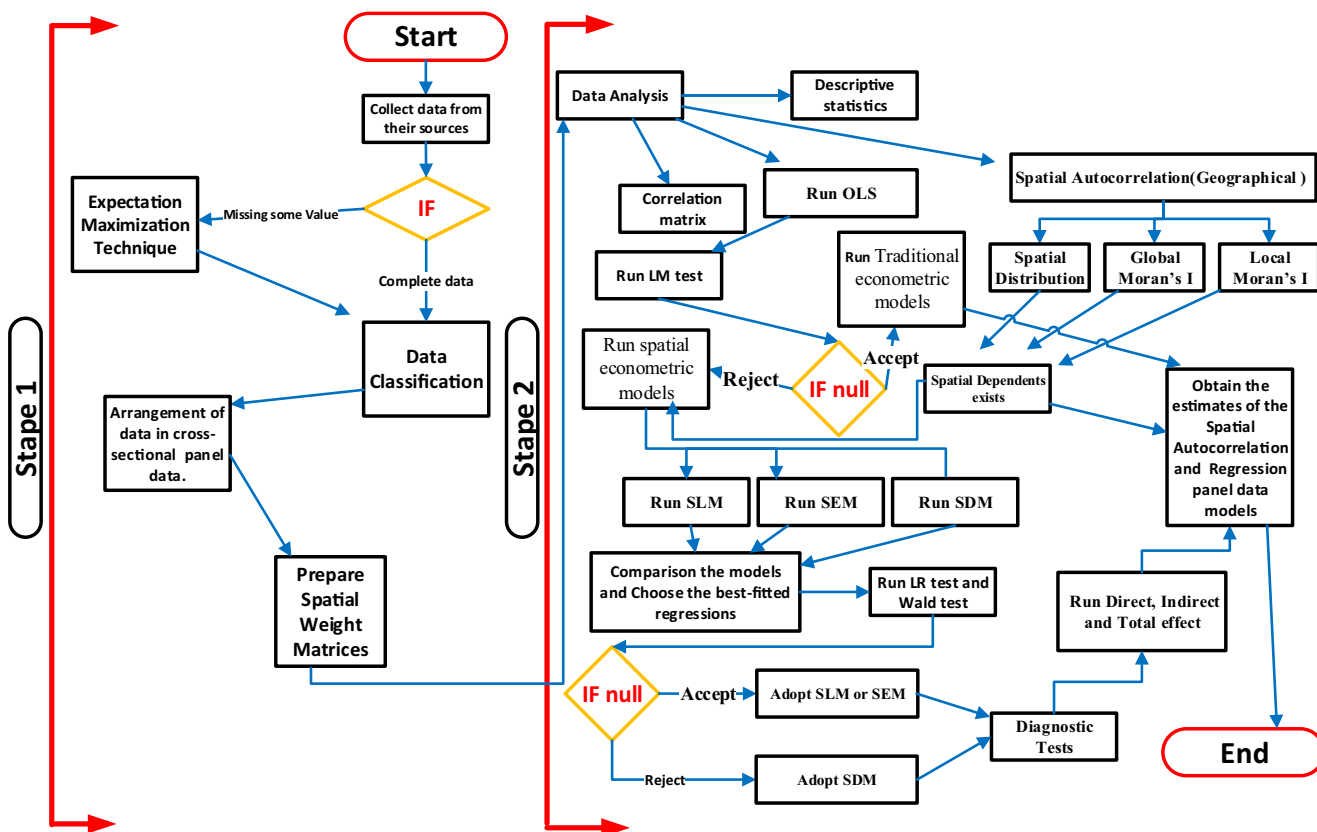 Start
Collect data from
their sources
IF
Missing some Value
Expectation
Maximization
Technique
Complete data
Data
Classification
Arrangement of
data in cross-
sectional panel
data.
Prepare
Spatial
Weight
Matrices
Stape 1
Stape 2
Data Analysis
Descriptive
statistics
Correlation
matrix
Run OLS
Spatial Autocorrelation(Geographical )
Spatial
Distribution
Global
Moran's I
Local
Moran's I
Run LM test
Run Traditional
econometric
models
Run spatial
econometric
models
Reject
IF null
Accept
Spatial Dependents
exists
Obtain the
estimates of the
Spatial
Autocorrelation
and Regression
panel data
models
Run SLM
Run SEM
Run SDM
Comparison the models
and Choose the best-fitted
regressions
Run LR test and
Wald test
Run Direct, Indirect
and Total effect
IF null
Accept
Adopt SLM or SEM
Diagnostic
Tests
Reject
Adopt SDM
End